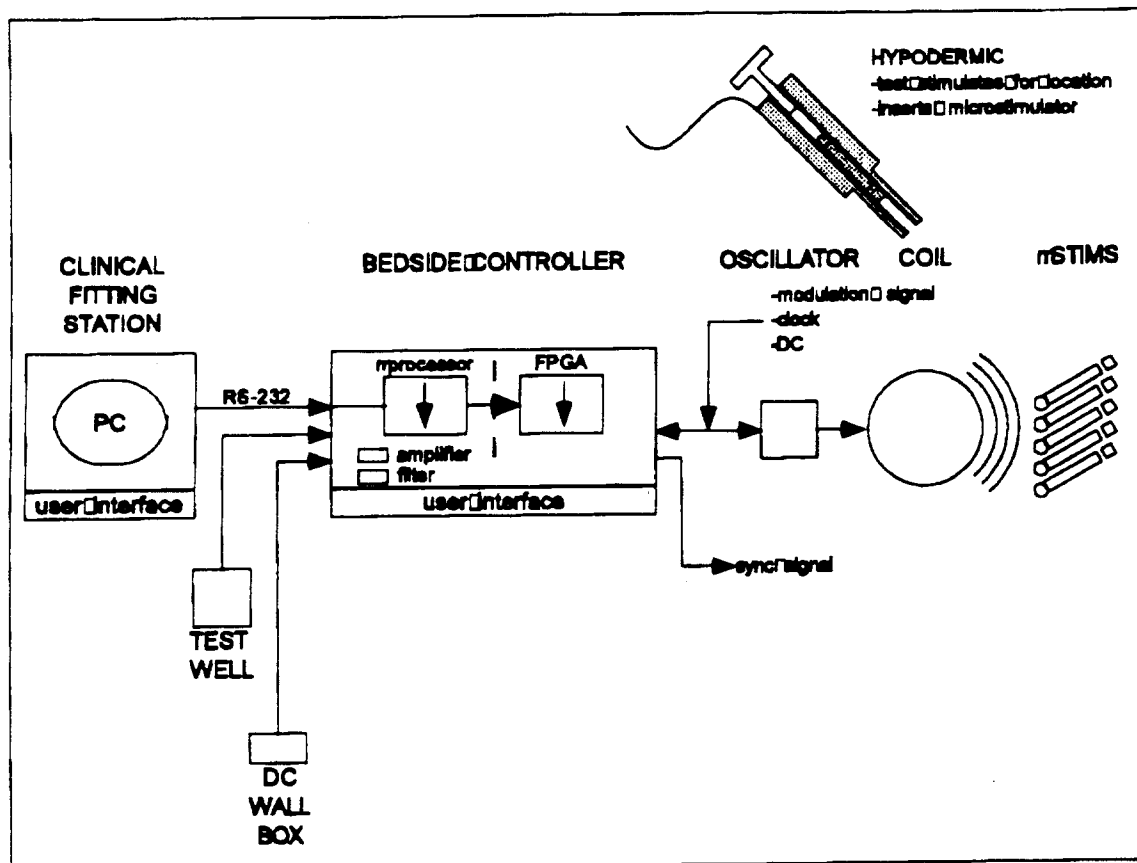 HYPODERMIC
-test□stimulates□for□location
-inserts□ microstimulator
CLINICAL
FITTING
STATION
BEDSIDE□CONTROLLER
OSCILLATOR
COIL
mSTIMS
-modulation□ signal
-clock
-DC
PC
user□interface
RS-232
mprocessor
FPGA
amplifier
filter
user□interface
sync□signal
TEST
WELL
DC
WALL
BOX